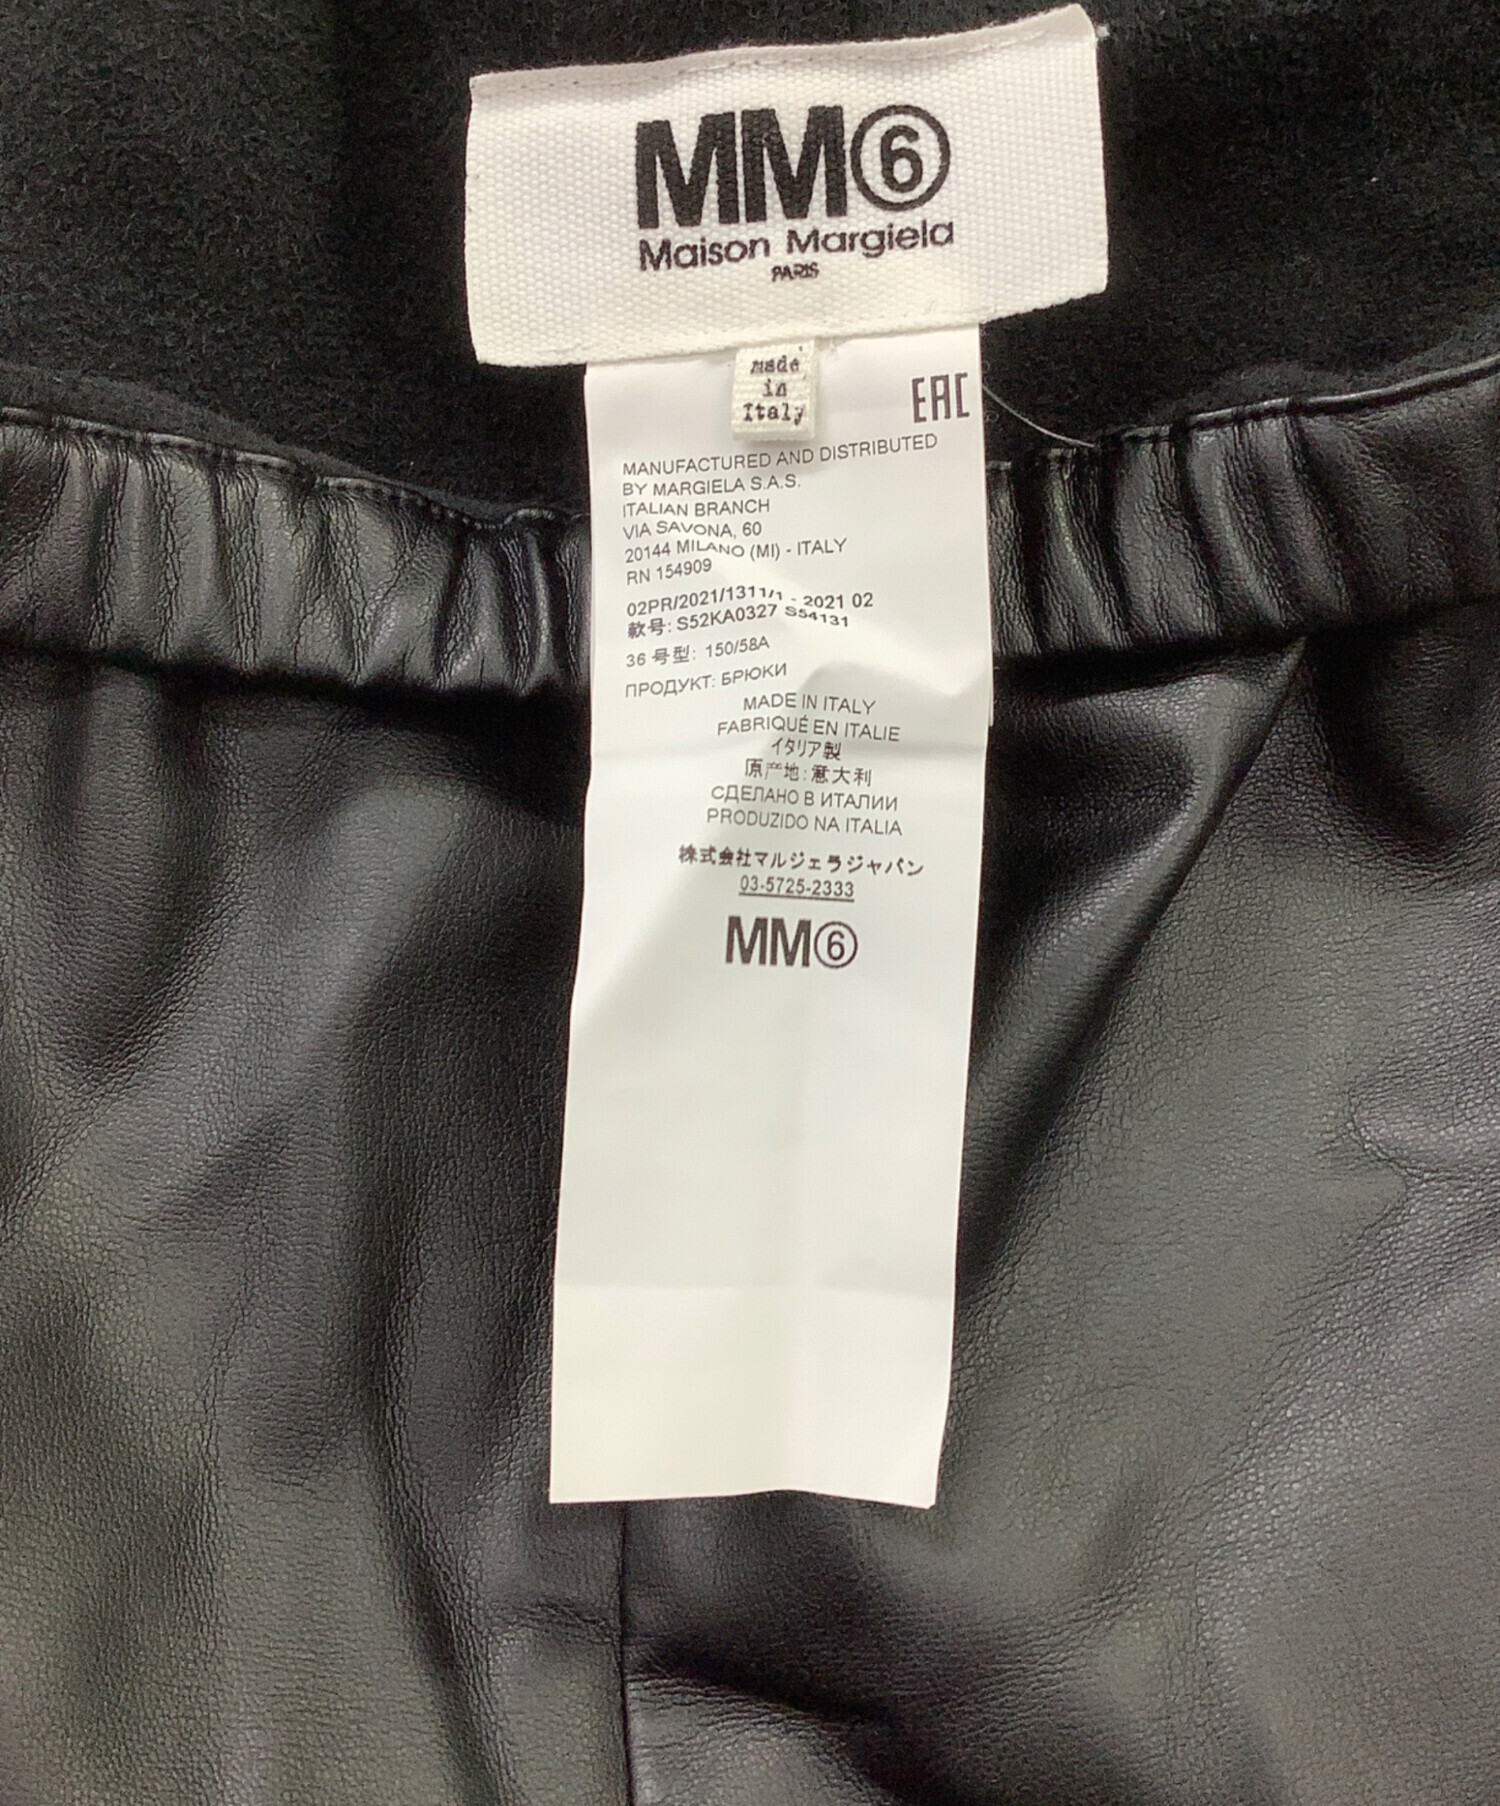 MM⑥
Maison Margiela
PARIS
made
in
Italy
EAC
MANUFACTURED AND DISTRIBUTED
BY MARGIELA S.A.S.
ITALIAN BRANCH
VIA SAVONA, 60
20144 MILANO (MI) - ITALY
RN 154909
02PR/2021/1311/1 - 2021 02
款号: S52KA0327 S54131
36 号型: 150/58A
ПРОДУКТ: БРЮКИ
MADE IN ITALY
FABRIQUÉ EN ITALIE
イタリア製
原产地: 意大利
СДЕЛАНО В ИТАЛИИ
PRODUZIDO NA ITALIA
株式会社マルジェラジャパン
03-5725-2333
MM⑥